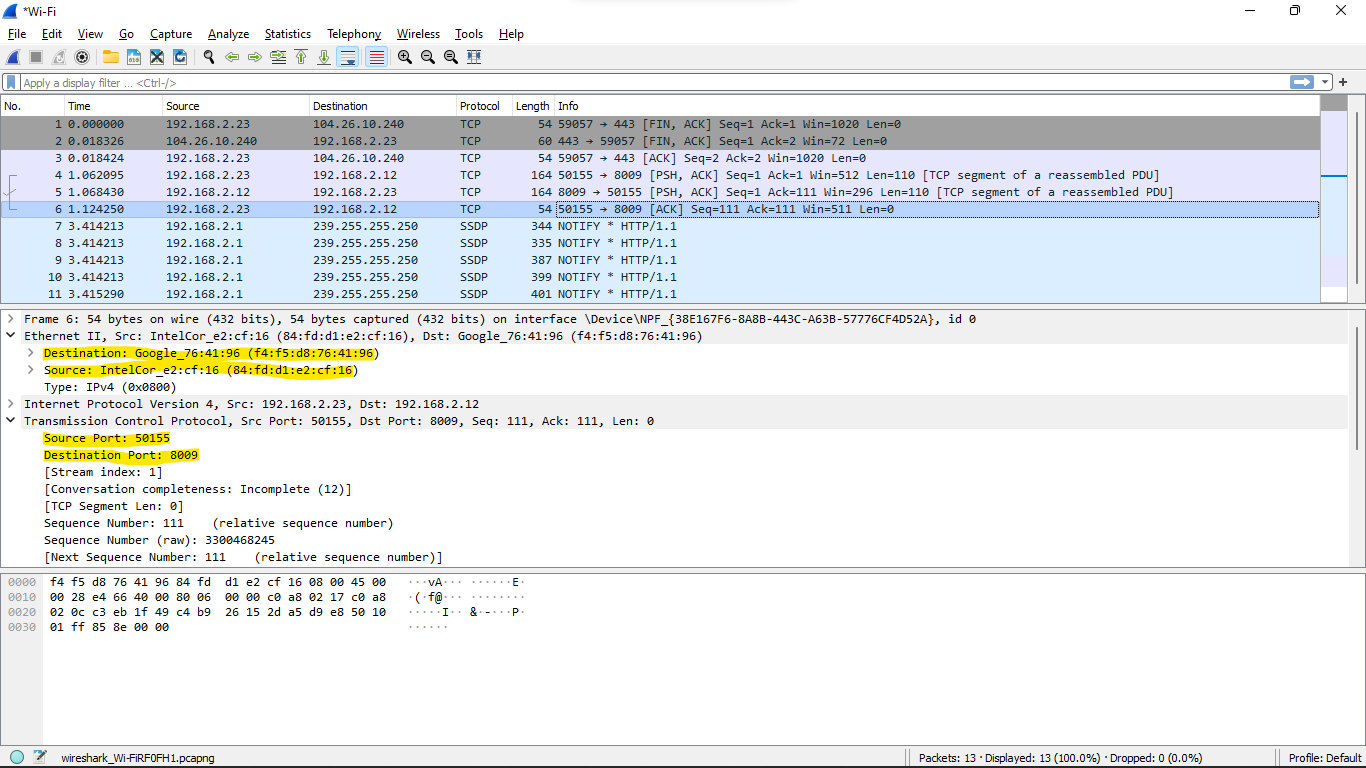 *Wi-Fi
File Edit View Go Capture Analyze Statistics Telephony Wireless Tools Help
Apply a display filter ... <Ctrl-/>
No. Time Source Destination Protocol Length Info
1 0.000000 192.168.2.23 104.26.10.240 TCP 54 59057 → 443 [FIN, ACK] Seq=1 Ack=1 Win=1020 Len=0
2 0.018326 104.26.10.240 192.168.2.23 TCP 60 443 → 59057 [FIN, ACK] Seq=1 Ack=2 Win=72 Len=0
3 0.018424 192.168.2.23 104.26.10.240 TCP 54 59057 → 443 [ACK] Seq=2 Ack=2 Win=1020 Len=0
4 1.062095 192.168.2.23 192.168.2.12 TCP 164 50155 → 8009 [PSH, ACK] Seq=1 Ack=1 Win=512 Len=110 [TCP segment of a reassembled PDU]
5 1.068430 192.168.2.12 192.168.2.23 TCP 164 8009 → 50155 [PSH, ACK] Seq=1 Ack=111 Win=296 Len=110 [TCP segment of a reassembled PDU]
6 1.124250 192.168.2.23 192.168.2.12 TCP 54 50155 → 8009 [ACK] Seq=111 Ack=111 Win=511 Len=0
7 3.414213 192.168.2.1 239.255.255.250 SSDP 344 NOTIFY * HTTP/1.1
8 3.414213 192.168.2.1 239.255.255.250 SSDP 335 NOTIFY * HTTP/1.1
9 3.414213 192.168.2.1 239.255.255.250 SSDP 387 NOTIFY * HTTP/1.1
10 3.414213 192.168.2.1 239.255.255.250 SSDP 399 NOTIFY * HTTP/1.1
11 3.415290 192.168.2.1 239.255.255.250 SSDP 401 NOTIFY * HTTP/1.1
Frame 6: 54 bytes on wire (432 bits), 54 bytes captured (432 bits) on interface \Device\NPF_{38E167F6-8A8B-443C-A63B-57776CF4D52A}, id 0
Ethernet II, Src: IntelCor_e2:cf:16 (84:fd:d1:e2:cf:16), Dst: Google_76:41:96 (f4:f5:d8:76:41:96)
Destination: Google_76:41:96 (f4:f5:d8:76:41:96)
Source: IntelCor_e2:cf:16 (84:fd:d1:e2:cf:16)
Type: IPv4 (0x0800)
Internet Protocol Version 4, Src: 192.168.2.23, Dst: 192.168.2.12
Transmission Control Protocol, Src Port: 50155, Dst Port: 8009, Seq: 111, Ack: 111, Len: 0
Source Port: 50155
Destination Port: 8009
[Stream index: 1]
[Conversation completeness: Incomplete (12)]
[TCP Segment Len: 0]
Sequence Number: 111 (relative sequence number)
Sequence Number (raw): 3300468245
[Next Sequence Number: 111 (relative sequence number)]
0000 f4 f5 d8 76 41 96 84 fd d1 e2 cf 16 08 00 45 00 ···vA··· ······E·
0010 00 28 e4 66 40 00 80 06 00 00 c0 a8 02 17 c0 a8 ·(·f@··· ········
0020 02 0c c3 eb 1f 49 c4 b9 26 15 2d a5 d9 e8 50 10 ·····I·· &·-···P·
0030 01 ff 85 8e 00 00 ······
wireshark_Wi-FiRF0FH1.pcapng Packets: 13 · Displayed: 13 (100.0%) · Dropped: 0 (0.0%) Profile: Default